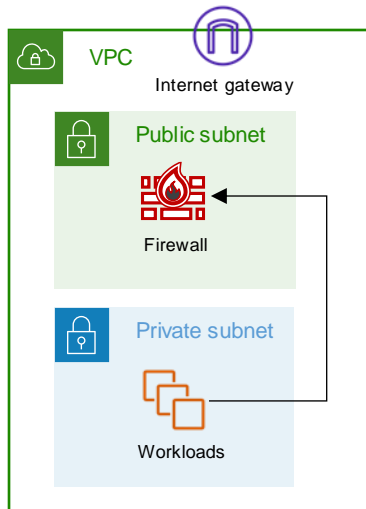 VPC
Internet gateway
Public subnet
Firewall
Private subnet
Workloads